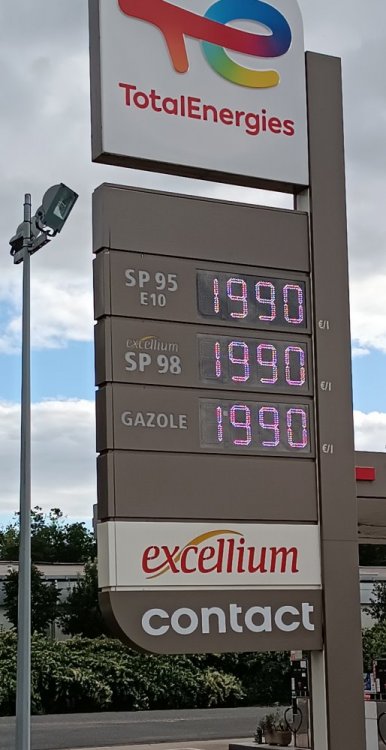 TotalEnergies
SP 95 1990
E10 €/l
excellium
SP 98 1990 €/l
GAZOLE 1990 €/l
excellium
contact